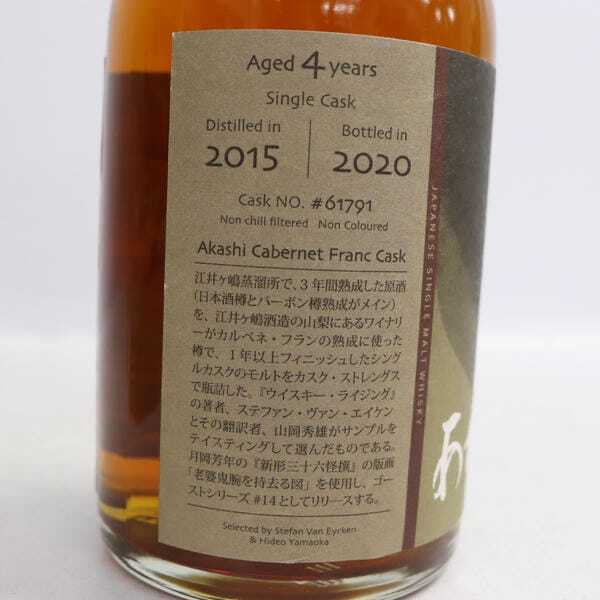 Aged 4 years
Single Cask
Distilled in
2015
Bottled in
2020
Cask NO. #61791
Non chill filtered Non Coloured
Akashi Cabernet Franc Cask
江井ヶ嶋蒸溜所で、3年間熟成した原酒
(日本酒樽とバーボン樽熟成がメイン)
を、江井ヶ嶋酒造の山梨にあるワイナリ
ーがカルベネ・フランの熟成に使った
樽で、1年以上フィニッシュしたシング
ルカスクのモルトをカスク・ストレングス
で瓶詰した。『ウイスキー・ライジング』
の著者、ステファン・ヴァン・エイケン
とその翻訳者、山岡秀雄がサンプルを
テイスティングして選んだものである。
月岡芳年の『新形三十六怪撰』の版画
「老婆鬼腕を持去る図」を使用し、ゴー
ストシリーズ #14としてリリースする。
Selected by Stefan Van Eycken
& Hideo Yamaoka
JAPANESE SINGLE MALT WHISKY
あ